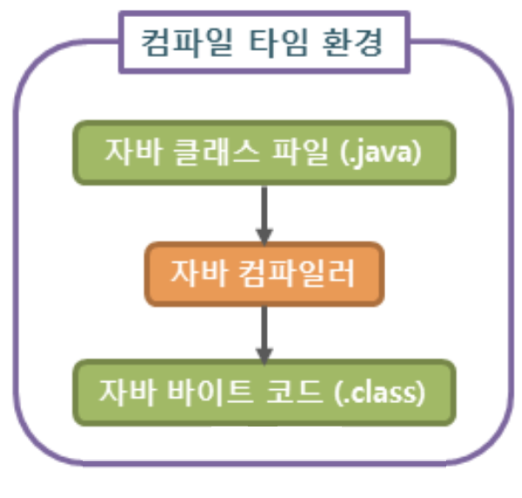 컴파일 타임 환경
자바 클래스 파일 (.java)
자바 컴파일러
자바 바이트 코드 (.class)